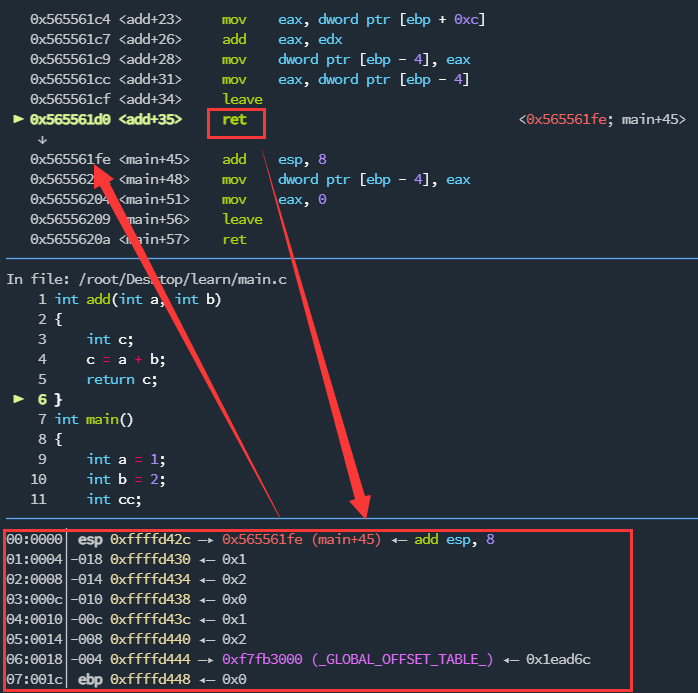 0x565561c4 <add+23> mov eax, dword ptr [ebp + 0xc]
0x565561c7 <add+26> add eax, edx
0x565561c9 <add+28> mov dword ptr [ebp - 4], eax
0x565561cc <add+31> mov eax, dword ptr [ebp - 4]
0x565561cf <add+34> leave
► 0x565561d0 <add+35> ret <0x565561fe; main+45>
↓
0x565561fe <main+45> add esp, 8
<main+48> mov dword ptr [ebp - 4], eax
0x56556204 <main+51> mov eax, 0
0x56556209 <main+56> leave
0x5655620a <main+57> ret
In file: /root/Desktop/learn/main.c
1 int add(int a, int b)
2 {
3 int c;
4 c = a + b;
5 return c;
► 6 }
7 int main()
8 {
9 int a = 1;
10 int b = 2;
11 int cc;
00:0000│ esp 0xffffd42c —▸ 0x565561fe (main+45) ◂— add esp, 8
01:0004│-018 0xffffd430 ◂— 0x1
02:0008│-014 0xffffd434 ◂— 0x2
03:000c│-010 0xffffd438 ◂— 0x0
04:0010│-00c 0xffffd43c ◂— 0x1
05:0014│-008 0xffffd440 ◂— 0x2
06:0018│-004 0xffffd444 —▸ 0xf7fb3000 (_GLOBAL_OFFSET_TABLE_) ◂— 0x1ead6c
07:001c│ ebp 0xffffd448 ◂— 0x0